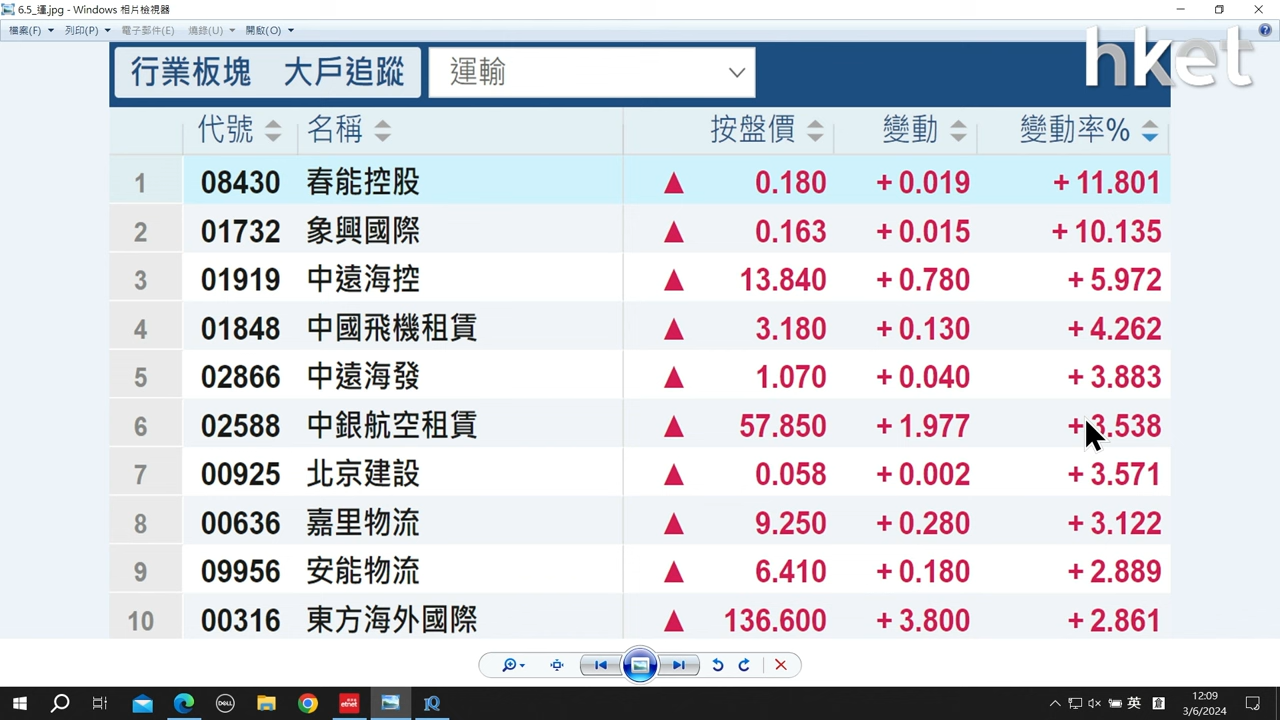 6.5_運.jpg - Windows 相片檢視器
檔案(F) 列印(P) 電子郵件(E) 燒錄(U) 開啟(O)
hket
行業板塊 大戶追蹤 運輸
代號 名稱 按盤價 變動 變動率%
1 08430 春能控股 ▲ 0.180 +0.019 +11.801
2 01732 象興國際 ▲ 0.163 +0.015 +10.135
3 01919 中遠海控 ▲ 13.840 +0.780 +5.972
4 01848 中國飛機租賃 ▲ 3.180 +0.130 +4.262
5 02866 中遠海發 ▲ 1.070 +0.040 +3.883
6 02588 中銀航空租賃 ▲ 57.850 +1.977 +3.538
7 00925 北京建設 ▲ 0.058 +0.002 +3.571
8 00636 嘉里物流 ▲ 9.250 +0.280 +3.122
9 09956 安能物流 ▲ 6.410 +0.180 +2.889
10 00316 東方海外國際 ▲ 136.600 +3.800 +2.861
DELL etnet IQ 英 倉 12:09
3/6/2024